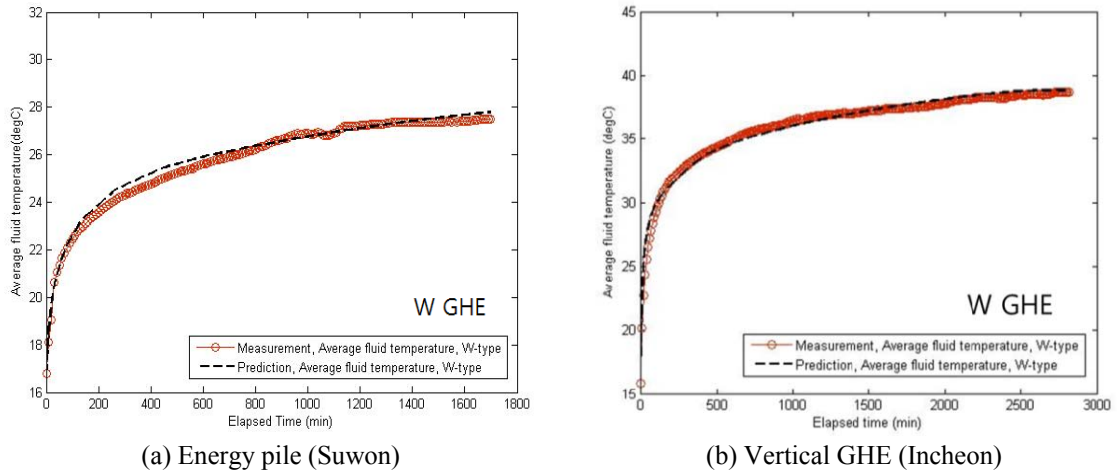 32
30
28
26
24
22
20
18
16
Average fluid temperature(degC)
0 200 400 600 800 1000 1200 1400 1600 1800
Elapsed Time (min)
W GHE
Measurement, Average fluid temperature, W-type
Prediction, Average fluid temperature, W-type
(a) Energy pile (Suwon)
45
40
35
30
25
20
15
Average fluid temperature (degC)
0 500 1000 1500 2000 2500 3000
Elapsed time (min)
W GHE
Measurement, Average fluid temperature, W-type
Prediction, Average fluid temperature, W-type
(b) Vertical GHE (Incheon)